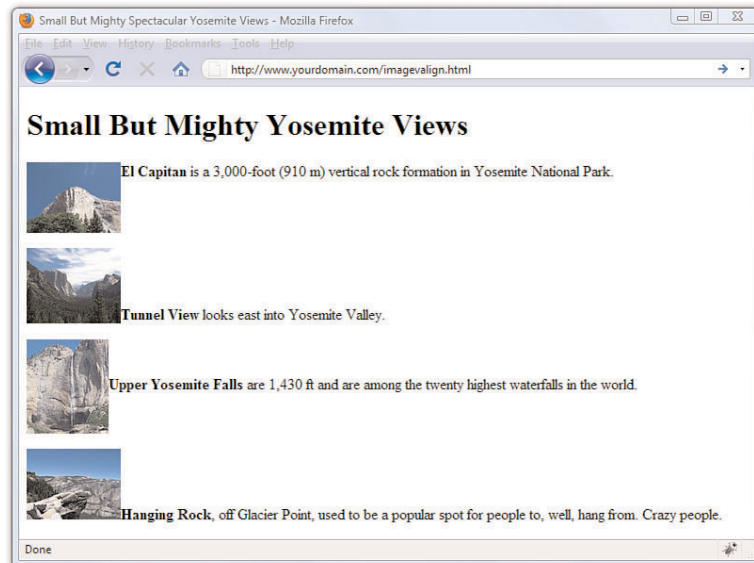 Small But Mighty Spectacular Yosemite Views - Mozilla Firefox
File Edit View History Bookmarks Tools Help
http://www.yourdomain.com/imagevalign.html
Small But Mighty Yosemite Views
El Capitan is a 3,000-foot (910 m) vertical rock formation in Yosemite National Park.
Tunnel View looks east into Yosemite Valley.
Upper Yosemite Falls are 1,430 ft and are among the twenty highest waterfalls in the world.
Hanging Rock, off Glacier Point, used to be a popular spot for people to, well, hang from. Crazy people.
Done